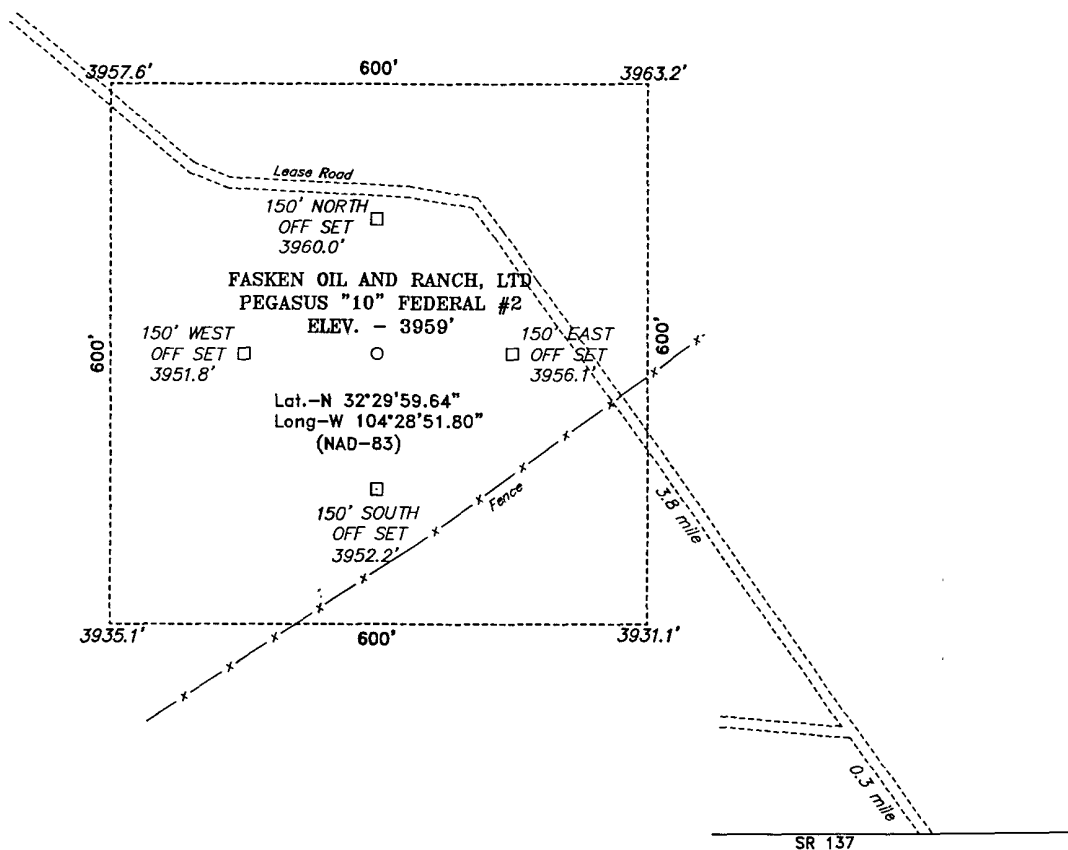 3957.6'
600'
3963.2'
Lease Road
150' NORTH
OFF SET
3960.0'
FASKEN OIL AND RANCH, LTD
PEGASUS "10" FEDERAL #2
ELEV. - 3959'
600'
150' WEST
OFF SET
3951.8'
150' EAST
OFF SET
3956.1'
600'
Lat.-N 32°29'59.64"
Long-W 104°28'51.80"
(NAD-83)
150' SOUTH
OFF SET
3952.2'
Fence
3.8 mile
3935.1'
600'
3931.1'
0.3 mile
SR 137